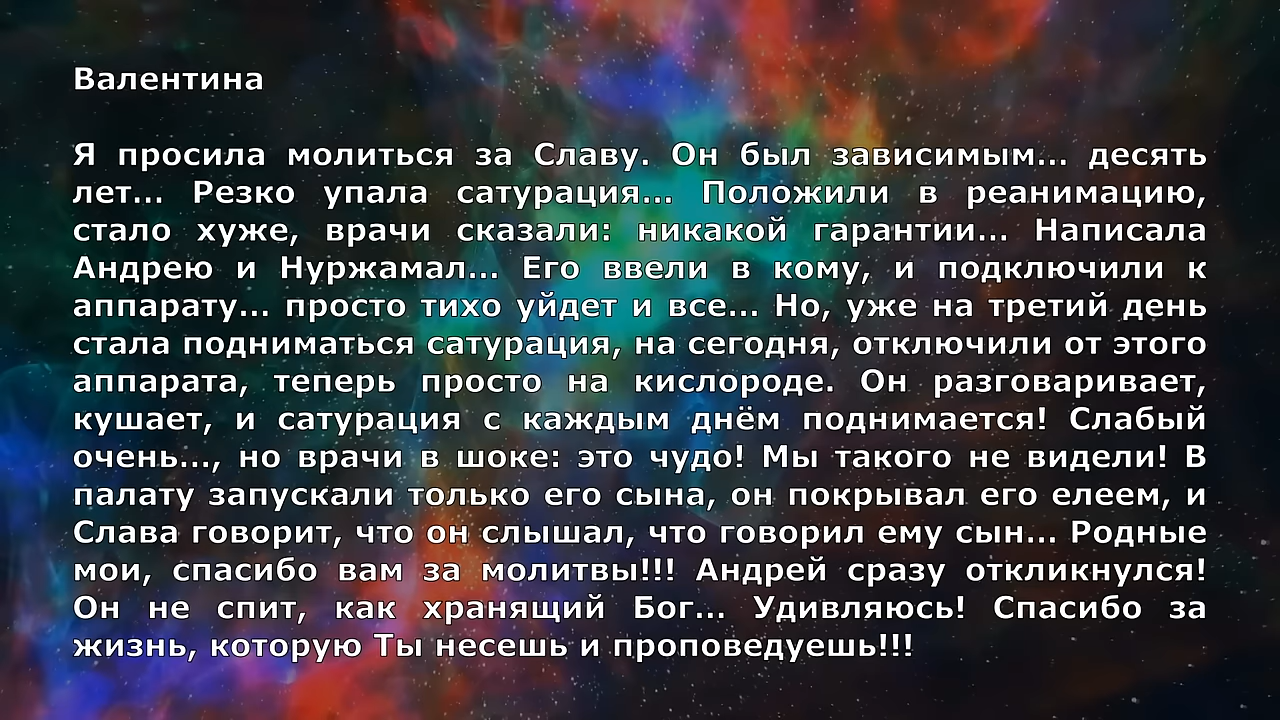 Валентина
Я просила молиться за Славу. Он был зависимым... десять
лет... Резко упала сатурация... Положили в реанимацию,
стало хуже, врачи сказали: никакой гарантии... Написала
Андрею и Нуржамал... Его ввели в кому, и подключили к
аппарату... просто тихо уйдет и все... Но, уже на третий день
стала подниматься сатурация, на сегодня, отключили от этого
аппарата, теперь просто на кислороде. Он разговаривает,
кушает, и сатурация с каждым днём поднимается! Слабый
очень..., но врачи в шоке: это чудо! Мы такого не видели! В
палату запускали только его сына, он покрывал его елеем, и
Слава говорит, что он слышал, что говорил ему сын... Родные
мои, спасибо вам за молитвы!!! Андрей сразу откликнулся!
Он не спит, как хранящий Бог... Удивляюсь! Спасибо за
жизнь, которую Ты несешь и проповедуешь!!!